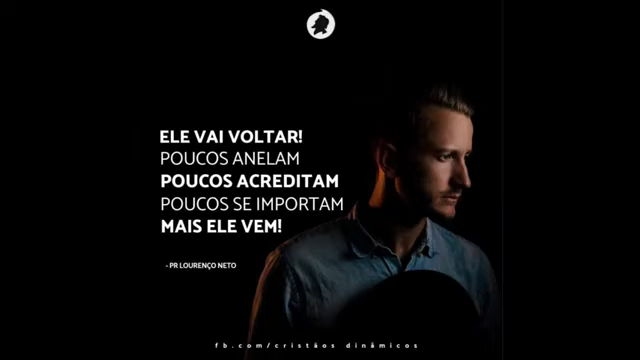 ELE VAI VOLTAR!
POUCOS ANELAM
POUCOS ACREDITAM
POUCOS SE IMPORTAM
MAIS ELE VEM!
- PR LOURENÇO NETO
fb.com/cristãos dinâmicos